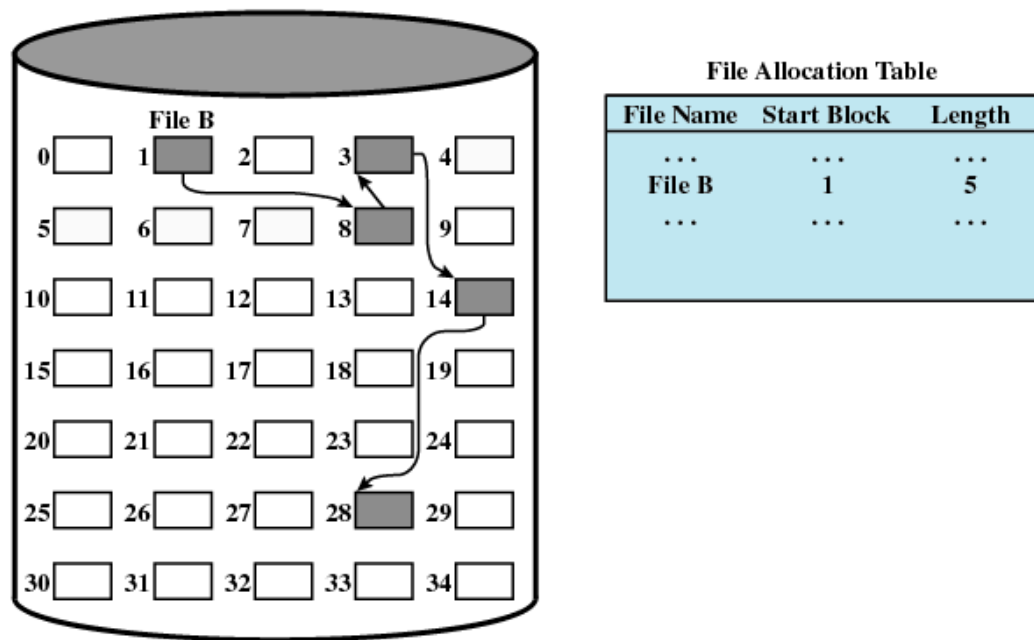 File B
0 1 2 3 4
5 6 7 8 9
10 11 12 13 14
15 16 17 18 19
20 21 22 23 24
25 26 27 28 29
30 31 32 33 34
File Allocation Table
File Name Start Block Length
... ... ...
File B 1 5
... ... ...